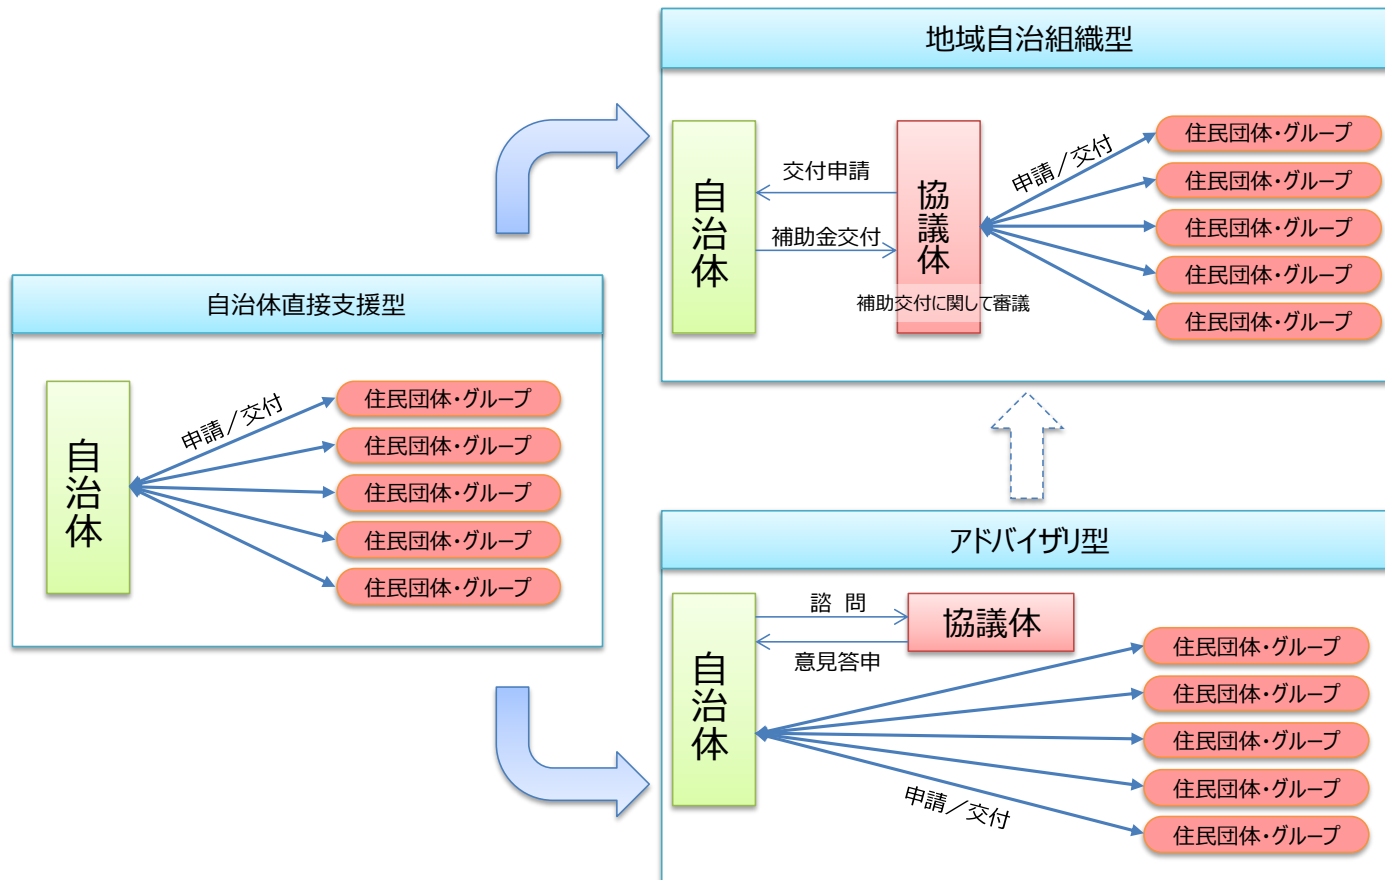 地域自治組織型
自治体
交付申請
補助金交付
協議体
補助交付に関して審議
申請／交付
住民団体・グループ
住民団体・グループ
住民団体・グループ
住民団体・グループ
住民団体・グループ
自治体直接支援型
自治体
申請／交付
住民団体・グループ
住民団体・グループ
住民団体・グループ
住民団体・グループ
住民団体・グループ
アドバイザリ型
自治体
諮 問
意見答申
協議体
申請／交付
住民団体・グループ
住民団体・グループ
住民団体・グループ
住民団体・グループ
住民団体・グループ